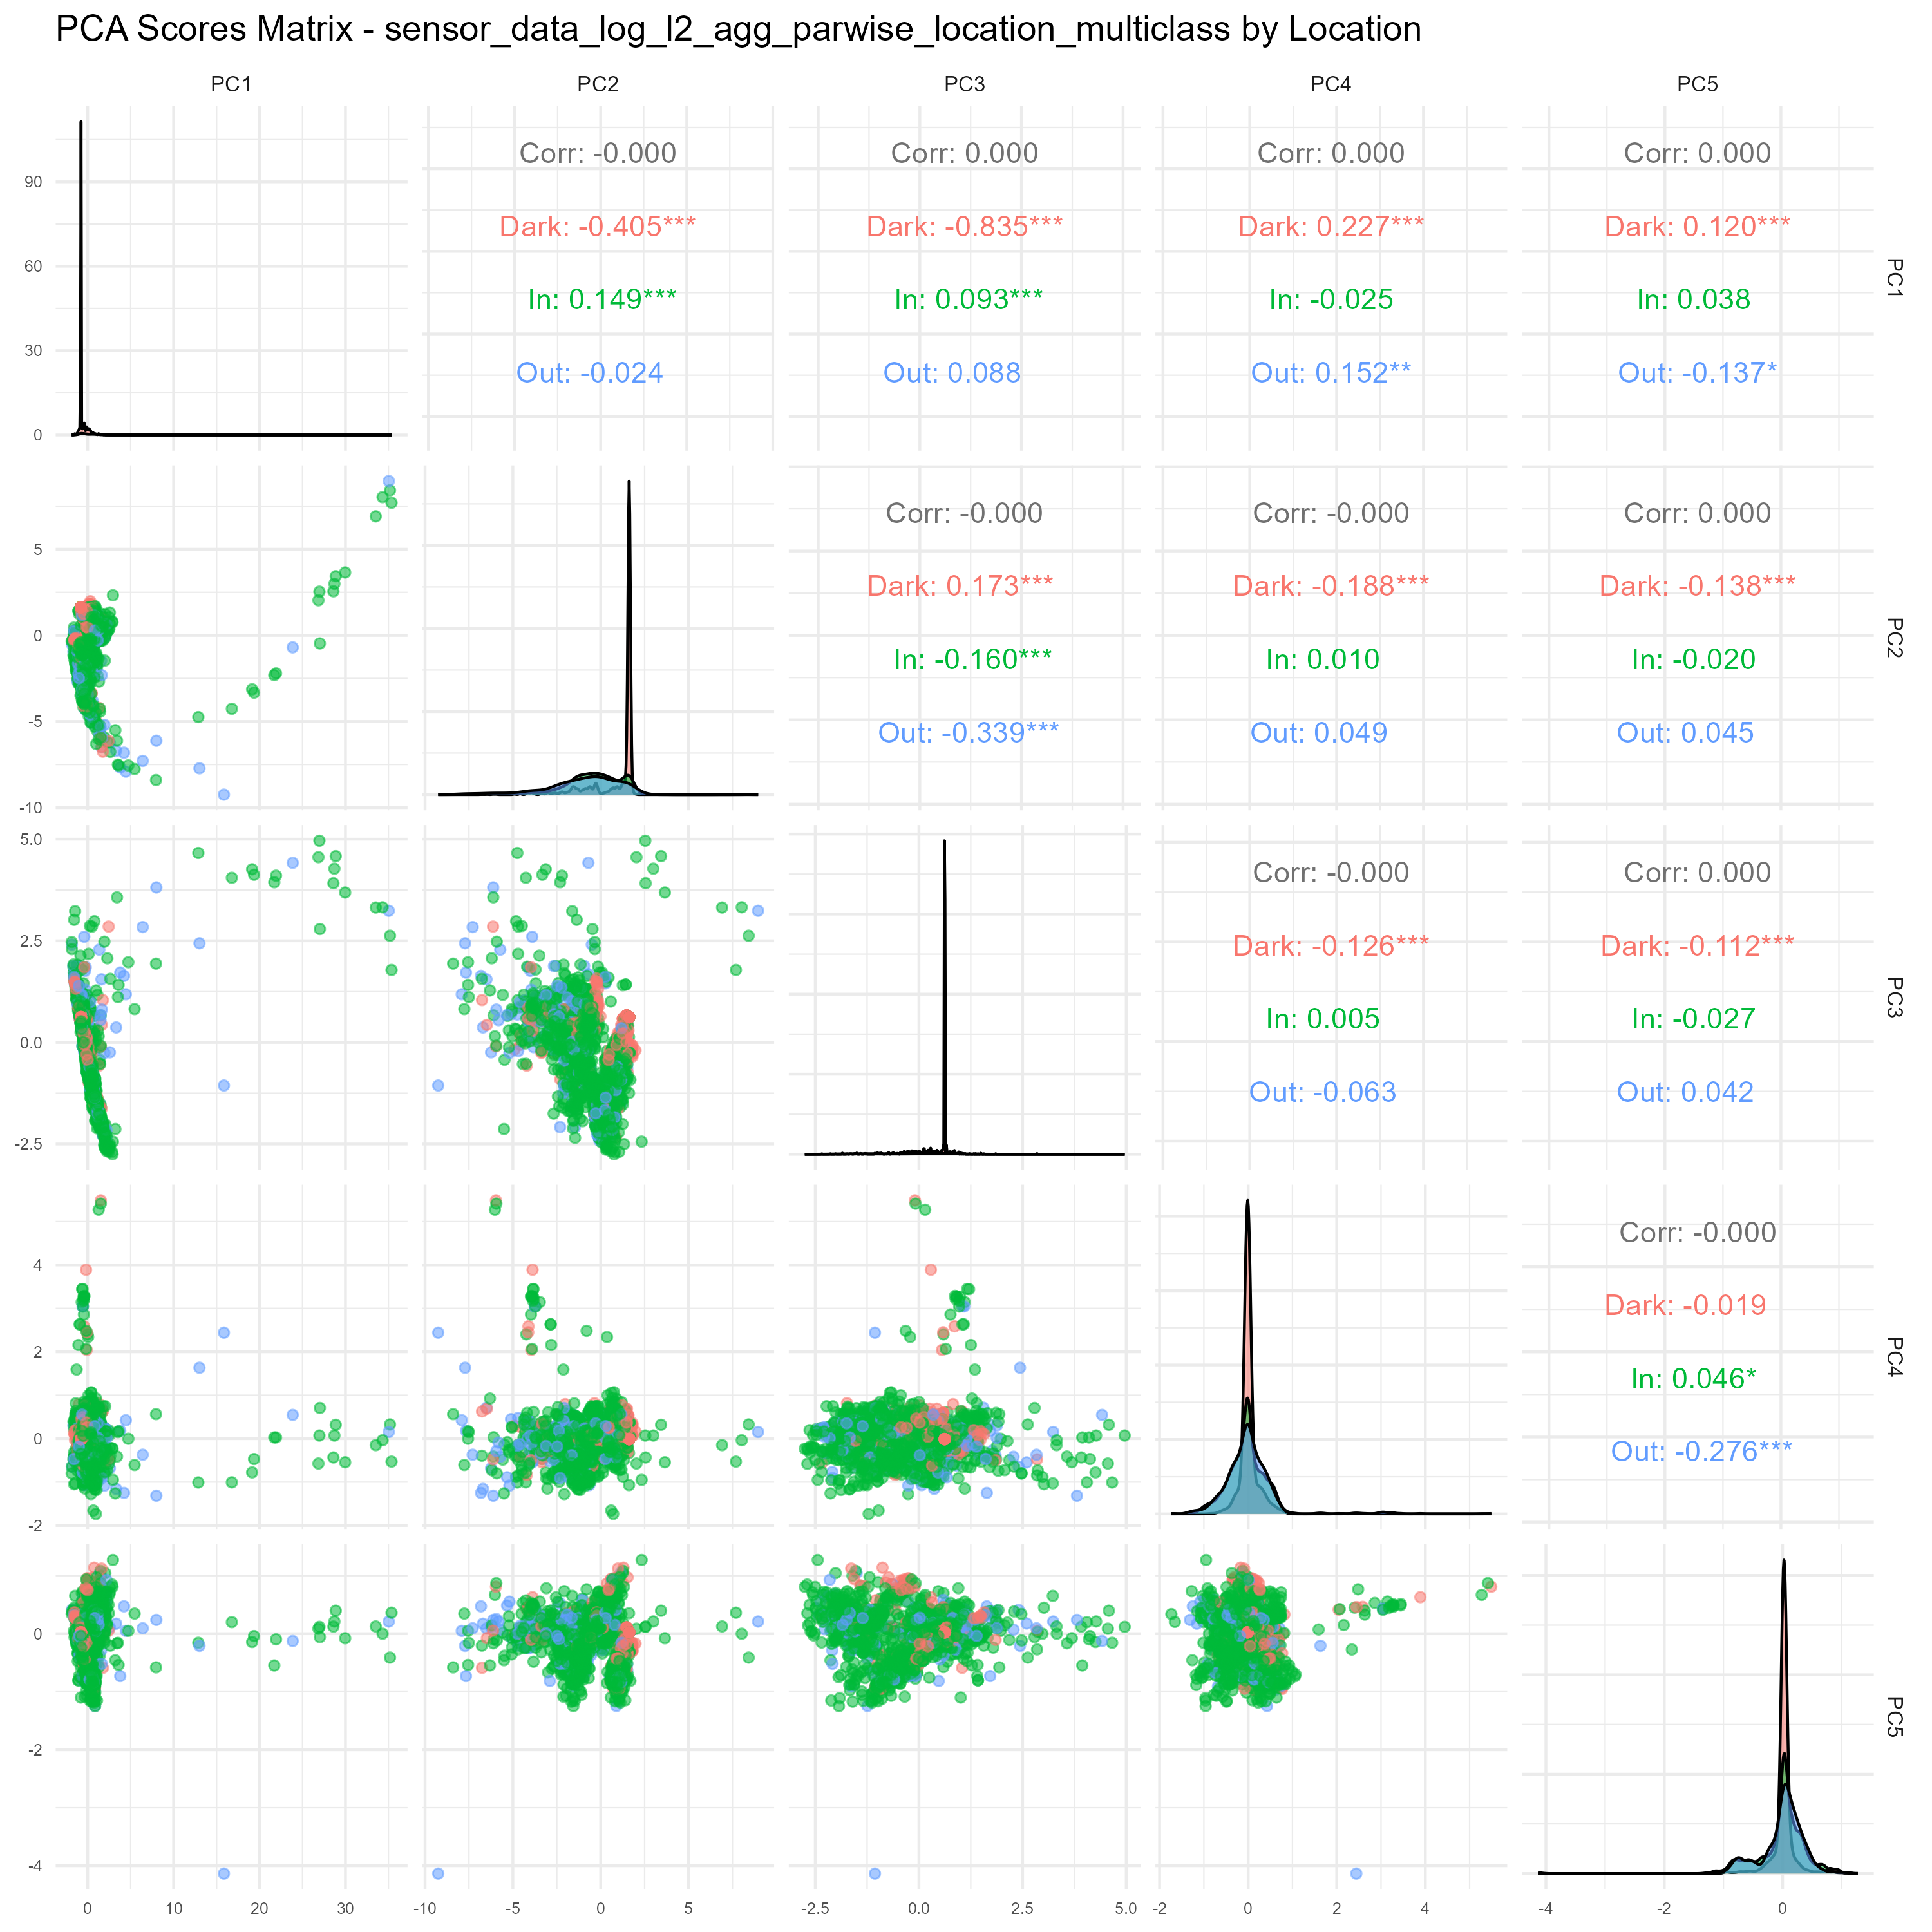 PCA Scores Matrix - sensor_data_log_l2_agg_parwise_location_multiclass by Location
PC1 PC2 PC3 PC4 PC5
90
60
30
0
Corr: -0.000
Dark: -0.405***
In: 0.149***
Out: -0.024
Corr: 0.000
Dark: -0.835***
In: 0.093***
Out: 0.088
Corr: 0.000
Dark: 0.227***
In: -0.025
Out: 0.152**
Corr: 0.000
Dark: 0.120***
In: 0.038
Out: -0.137*
PC1
5
0
-5
-10
Corr: -0.000
Dark: 0.173***
In: -0.160***
Out: -0.339***
Corr: -0.000
Dark: -0.188***
In: 0.010
Out: 0.049
Corr: 0.000
Dark: -0.138***
In: -0.020
Out: 0.045
PC2
5.0
2.5
0.0
-2.5
Corr: -0.000
Dark: -0.126***
In: 0.005
Out: -0.063
Corr: 0.000
Dark: -0.112***
In: -0.027
Out: 0.042
PC3
4
2
0
-2
Corr: -0.000
Dark: -0.019
In: 0.046*
Out: -0.276***
PC4
0
-2
-4
PC5
0 10 20 30
-10 -5 0 5
-2.5 0.0 2.5 5.0
-2 0 2 4
-4 -2 0